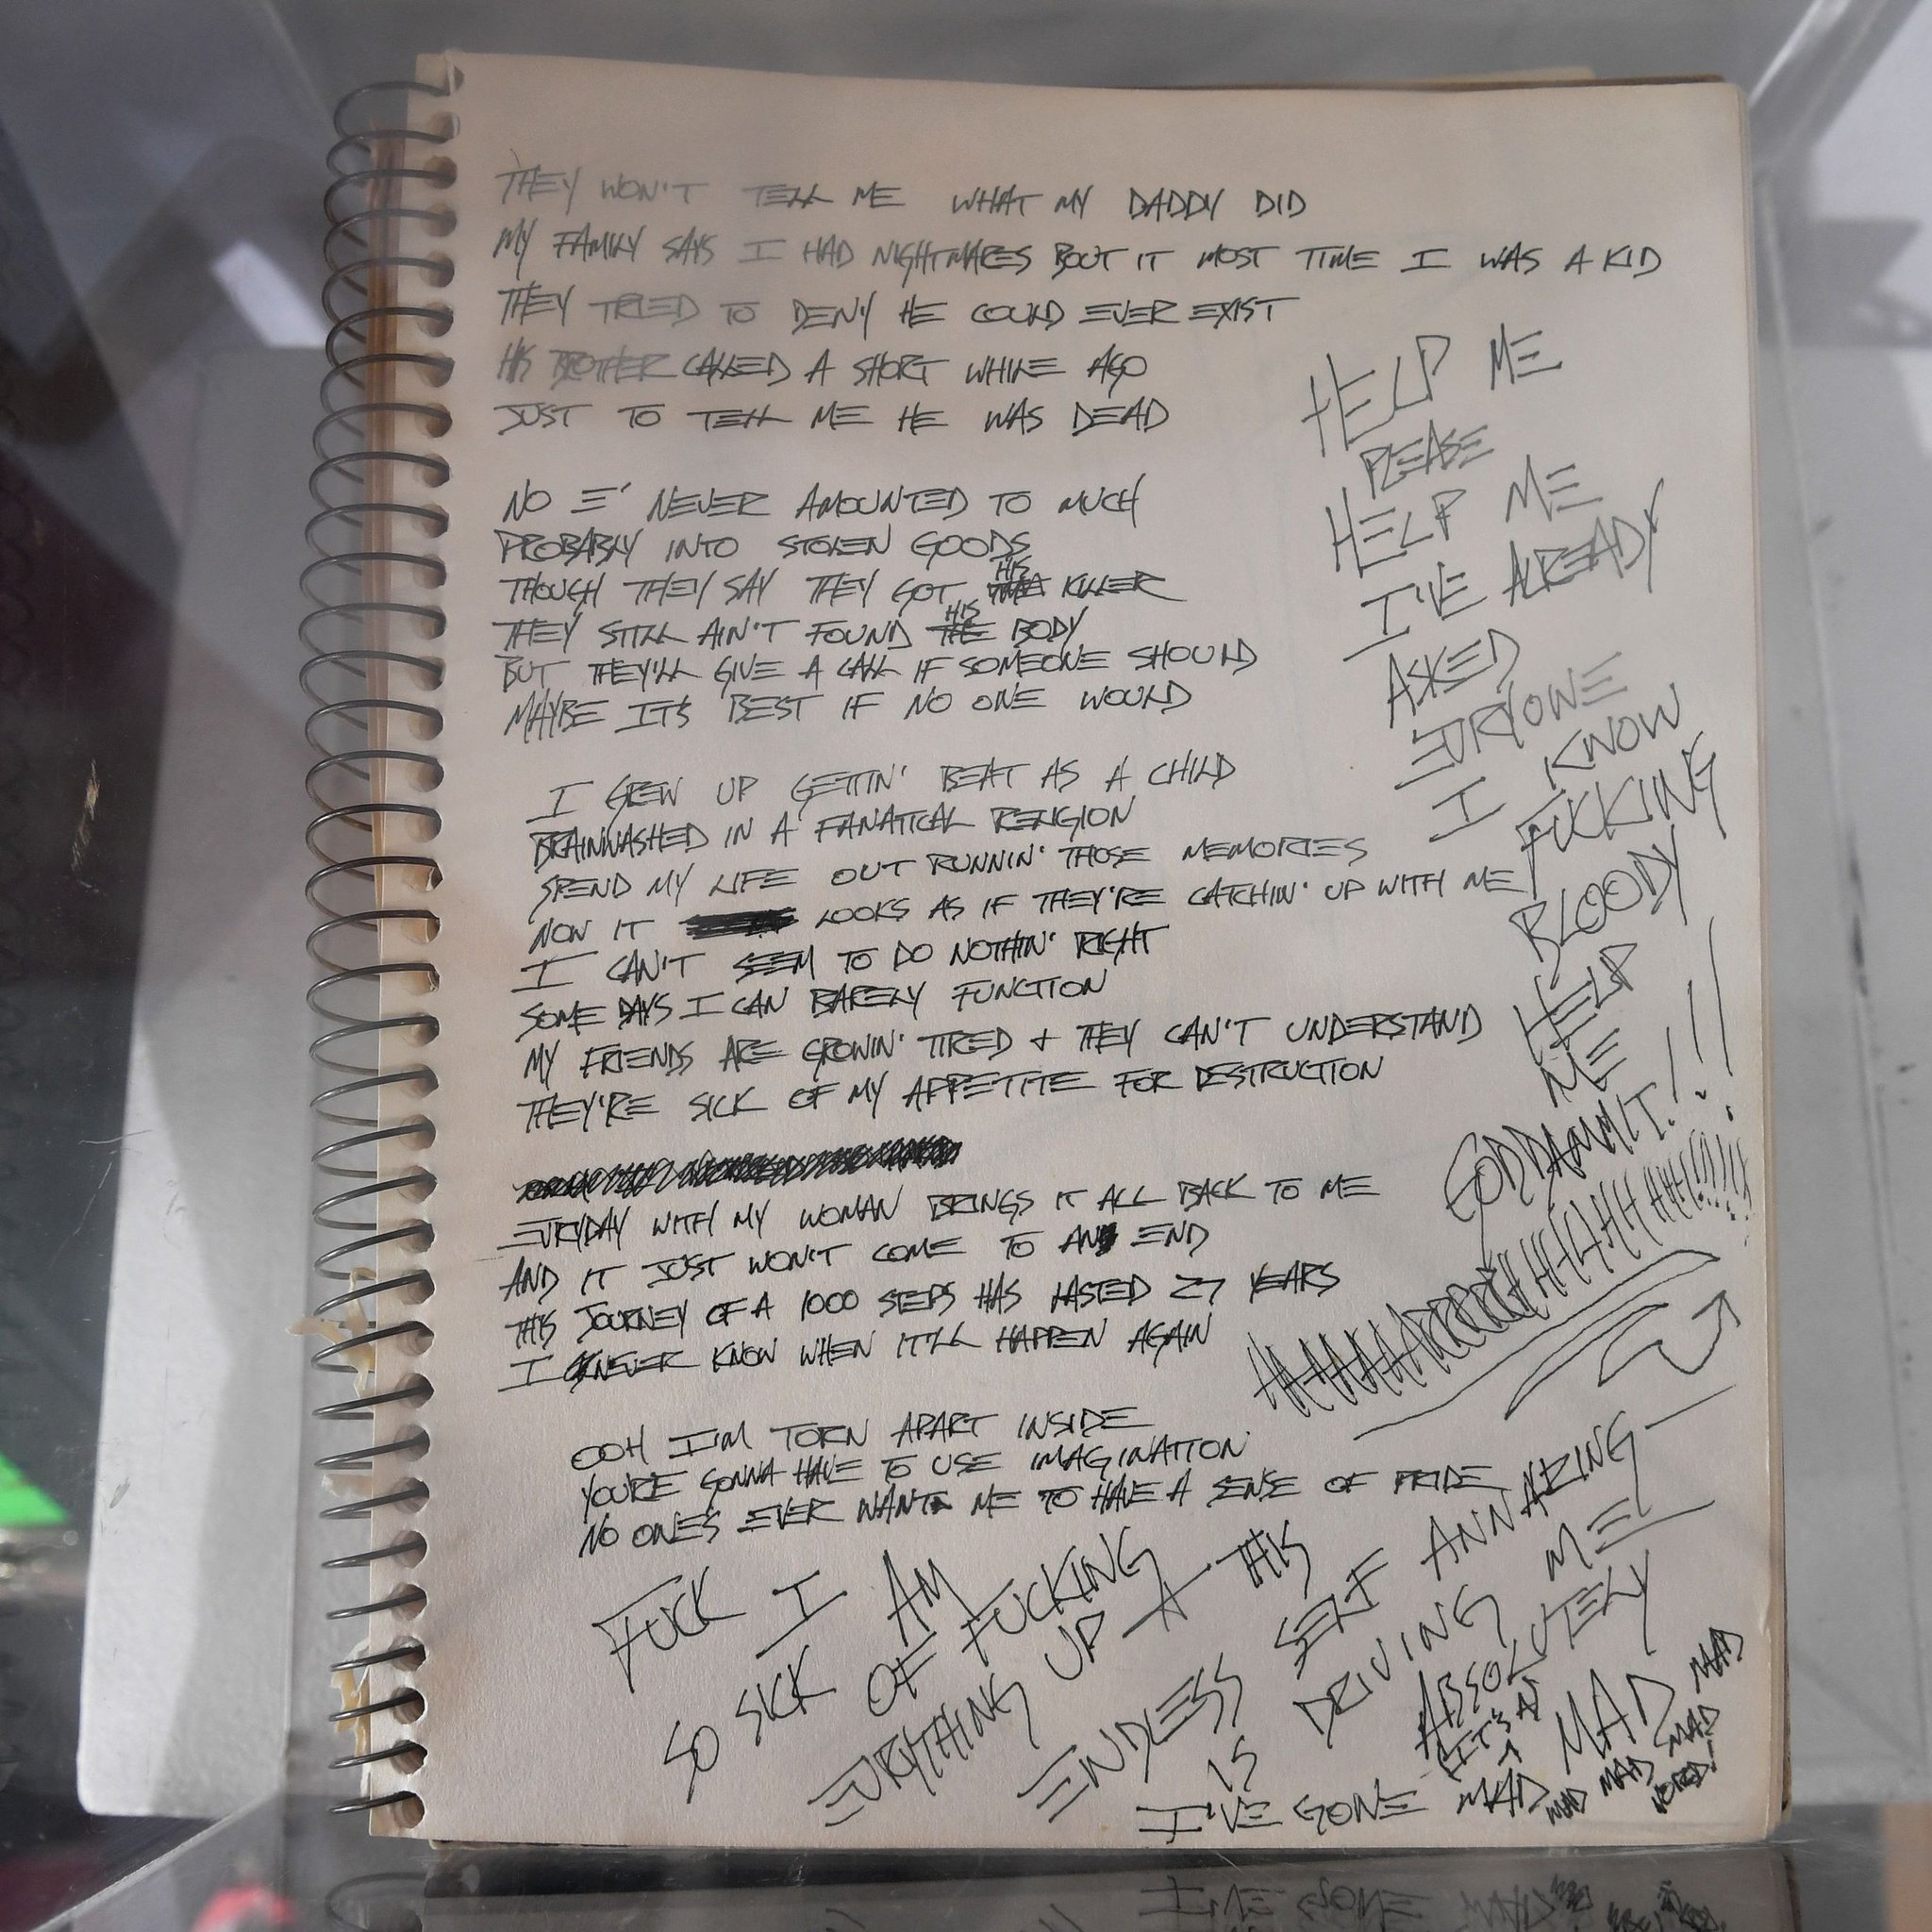 THEY WON'T TELL ME WHAT MY DADDY DID
MY FAMILY SAYS I HAD NIGHTMARES BOUT IT MOST TIME I WAS A KID
THEY TRIED TO DENY HE COULD EVER EXIST
HIS BROTHER CALLED A SHORT WHILE AGO
JUST TO TELL ME HE WAS DEAD
NO E' NEVER AMOUNTED TO MUCH
PROBABLY INTO STOLEN GOODS
THOUGH THEY SAY THEY GOT HIS KILLER
THEY STILL AIN'T FOUND HIS BODY
BUT THEY'LL GIVE A CALL IF SOMEONE SHOULD
MAYBE IT'S BEST IF NO ONE WOULD
I GREW UP GETTIN' BEAT AS A CHILD
BRAINWASHED IN A FANATICAL RELIGION
SPEND MY LIFE OUT RUNNIN' THOSE MEMORIES
NOW IT LOOKS AS IF THEY'RE CATCHIN' UP WITH ME
I CAN'T SEEM TO DO NOTHIN' RIGHT
SOME DAYS I CAN BARELY FUNCTION
MY FRIENDS ARE GROWIN' TIRED + THEY CAN'T UNDERSTAND
THEY'RE SICK OF MY APPETITE FOR DESTRUCTION
EVRYDAY WITH MY WOMAN BRINGS IT ALL BACK TO ME
AND IT JUST WON'T COME TO AN END
THIS JOURNEY OF A 1000 STEPS HAS LASTED 27 YEARS
I NEVER KNOW WHEN IT'LL HAPPEN AGAIN
OOH I'M TORN APART INSIDE
YOU'RE GONNA HAVE TO USE IMAGINATION
NO ONE'S EVER WANT ME TO HAVE A SENSE OF PRIDE
HELP ME
PLEASE
HELP ME
I'VE ALREADY
ASKED
EVRYONE
I KNOW
FUCKING
BLOODY
HELP
ME
GODDAMMIT!!!
FUCK I AM
SO SICK OF FUCKING
EVRYTHING UP + THIS
ENDLESS SELF ANNALIZING
IS DRIVING ME
ABSOLUTELY
MAD
I'VE GONE MAD
(IT'S A MAD MAD MAD MAD WORLD!